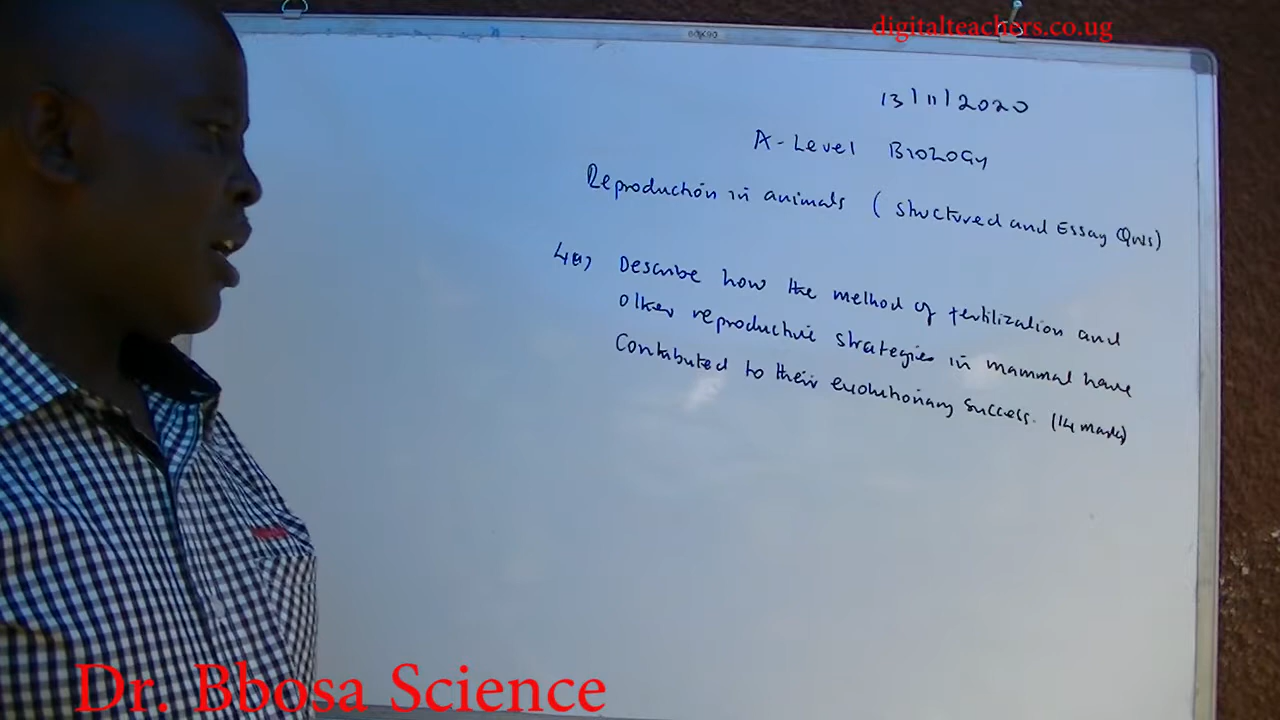 digitalteachers.co.ug
60X90
13/11/2020
A-Level BIOLOGY
Reproduction in animals (structured and Essay Qns)
4(a) Describe how the method of fertilization and
other reproductive strategies in mammal have
Contributed to their evolutionary success. (14 marks)
Dr. Bbosa Science